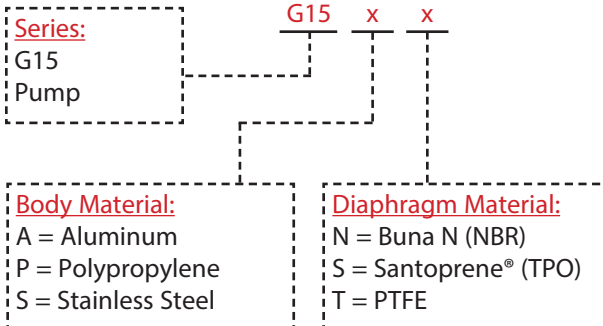 G15 x x
Series:
G15
Pump
Body Material:
A = Aluminum
P = Polypropylene
S = Stainless Steel
Diaphragm Material:
N = Buna N (NBR)
S = Santoprene® (TPO)
T = PTFE